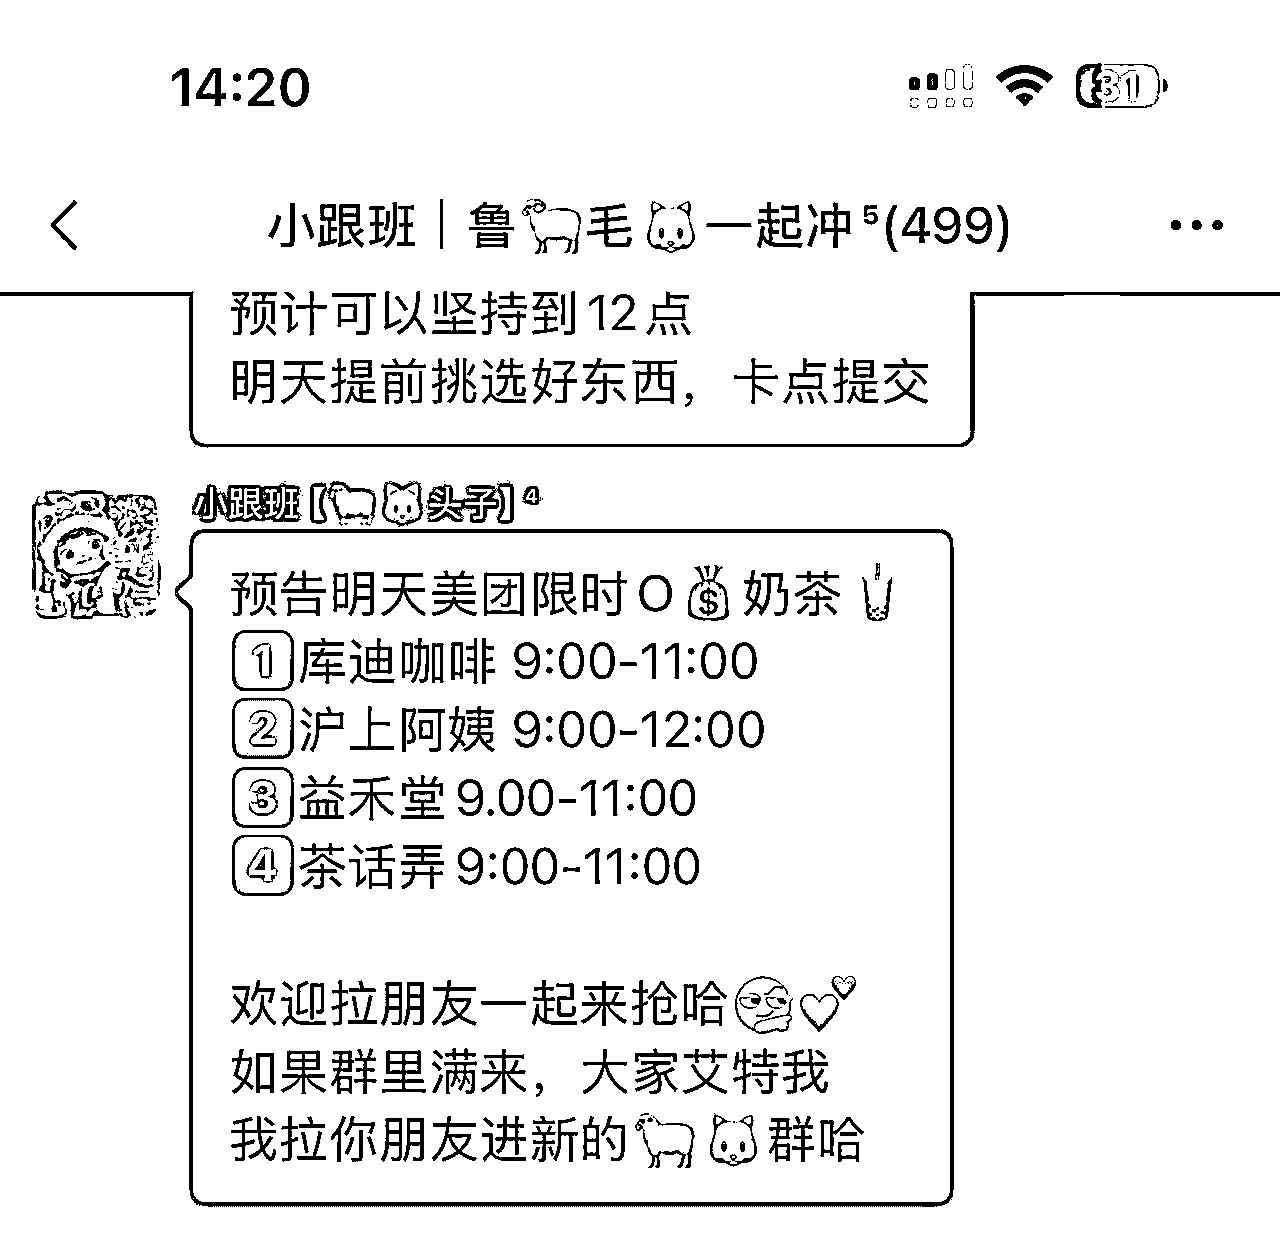 14:20 31
小跟班｜鲁🐏毛🐱一起冲⁵(499)
预计可以坚持到12点
明天提前挑选好东西，卡点提交
小跟班【🐏🐱头子】⁴
预告明天美团限时O💰奶茶🧋
1️⃣库迪咖啡 9:00-11:00
2️⃣沪上阿姨 9:00-12:00
3️⃣益禾堂9.00-11:00
4️⃣茶话弄9:00-11:00
欢迎拉朋友一起来抢哈💕
如果群里满来，大家艾特我
我拉你朋友进新的🐏🐱群哈